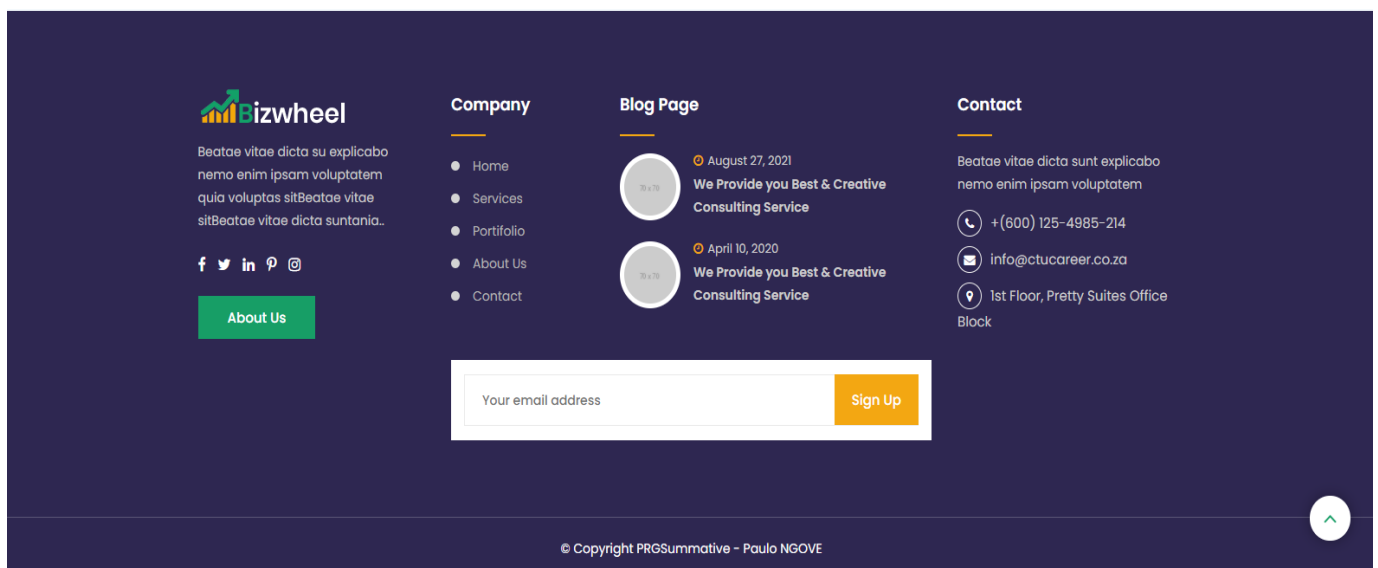 Bizwheel
Beatae vitae dicta su explicabo
nemo enim ipsam voluptatem
quia voluptas sitBeatae vitae
sitBeatae vitae dicta suntania..
About Us
Company
Home
Services
Portifolio
About Us
Contact
Blog Page
70 x 70
August 27, 2021
We Provide you Best & Creative
Consulting Service
70 x 70
April 10, 2020
We Provide you Best & Creative
Consulting Service
Contact
Beatae vitae dicta sunt explicabo
nemo enim ipsam voluptatem
+(600) 125-4985-214
info@ctucareer.co.za
1st Floor, Pretty Suites Office
Block
Your email address
Sign Up
© Copyright PRGSummative - Paulo NGOVE